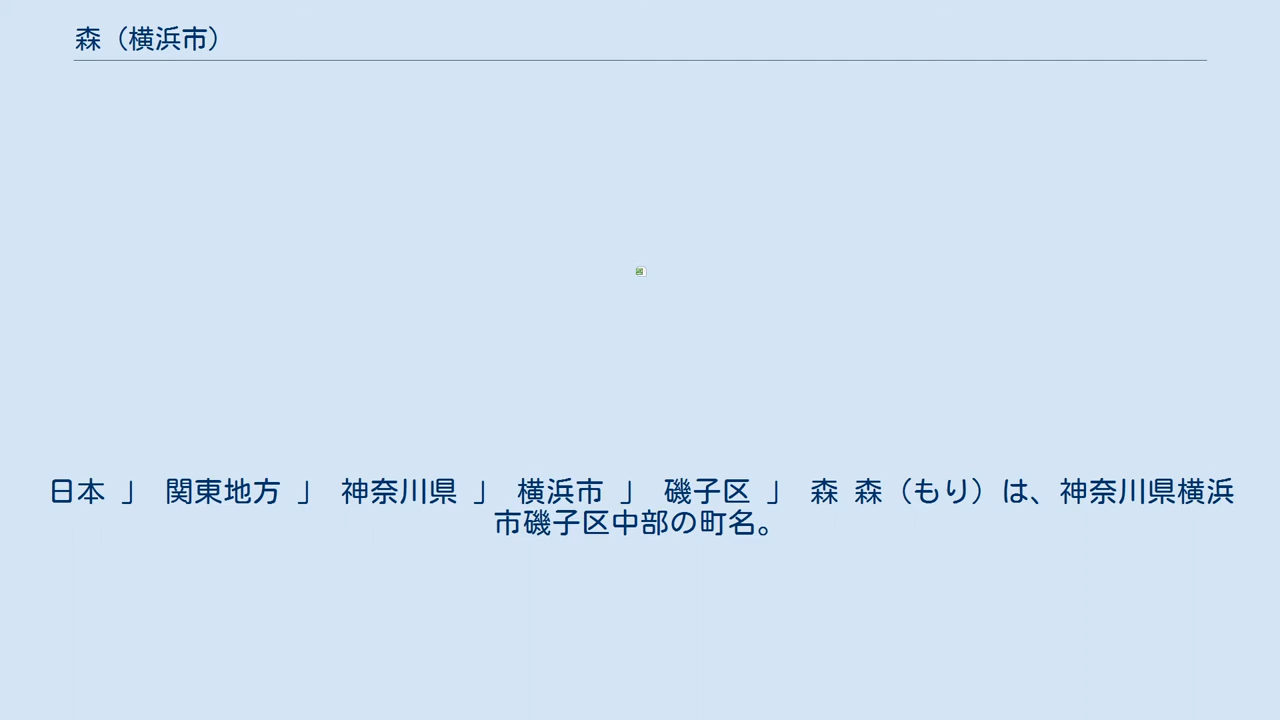 森（横浜市）
日本 」 関東地方 」 神奈川県 」 横浜市 」 磯子区 」 森 森（もり）は、神奈川県横浜
市磯子区中部の町名。